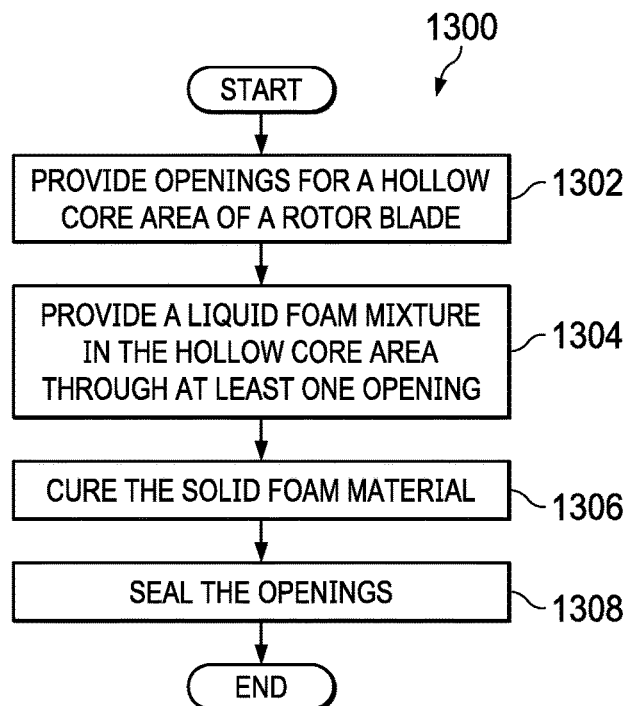 1300
START
PROVIDE OPENINGS FOR A HOLLOW
CORE AREA OF A ROTOR BLADE
1302
PROVIDE A LIQUID FOAM MIXTURE
IN THE HOLLOW CORE AREA
THROUGH AT LEAST ONE OPENING
1304
CURE THE SOLID FOAM MATERIAL
1306
SEAL THE OPENINGS
1308
END